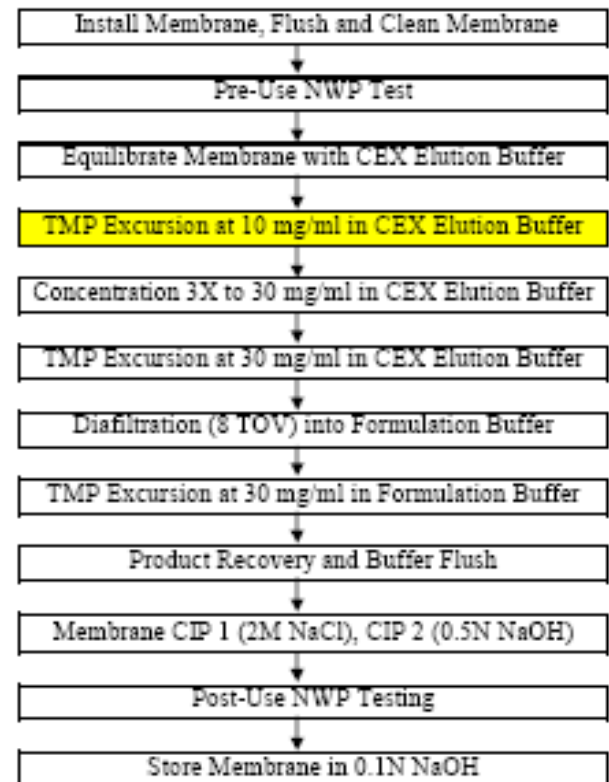 Install Membrane, Flush and Clean Membrane
Pre-Use NWP Test
Equilibrate Membrane with CEX Elution Buffer
TMP Excursion at 10 mg/ml in CEX Elution Buffer
Concentration 3X to 30 mg/ml in CEX Elution Buffer
TMP Excursion at 30 mg/ml in CEX Elution Buffer
Diafiltration (8 TOV) into Formulation Buffer
TMP Excursion at 30 mg/ml in Formulation Buffer
Product Recovery and Buffer Flush
Membrane CIP 1 (2M NaCl), CIP 2 (0.5N NaOH)
Post-Use NWP Testing
Store Membrane in 0.1N NaOH